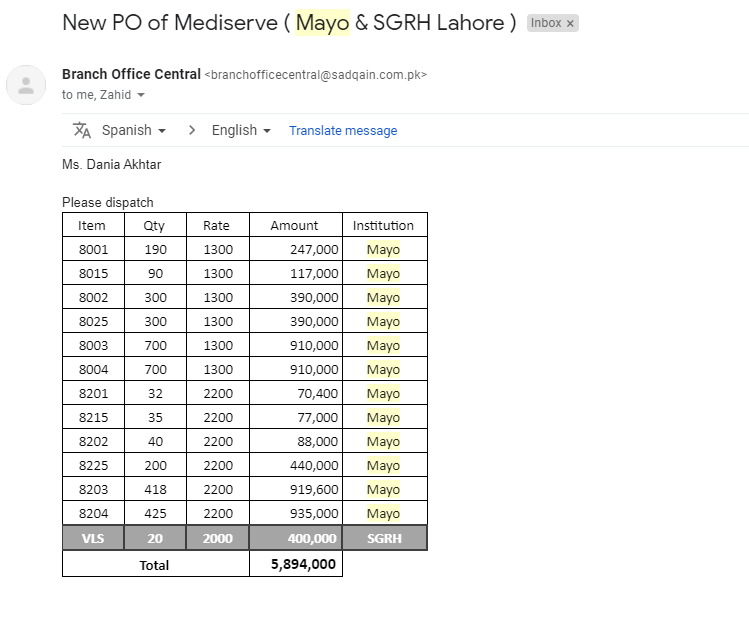 New PO of Mediserve ( Mayo & SGRH Lahore ) Inbox ×
Branch Office Central <branchofficecentral@sadqain.com.pk>
to me, Zahid
Spanish > English Translate message
Ms. Dania Akhtar
Please dispatch
Item Qty Rate Amount Institution
8001 190 1300 247,000 Mayo
8015 90 1300 117,000 Mayo
8002 300 1300 390,000 Mayo
8025 300 1300 390,000 Mayo
8003 700 1300 910,000 Mayo
8004 700 1300 910,000 Mayo
8201 32 2200 70,400 Mayo
8215 35 2200 77,000 Mayo
8202 40 2200 88,000 Mayo
8225 200 2200 440,000 Mayo
8203 418 2200 919,600 Mayo
8204 425 2200 935,000 Mayo
VLS 20 2000 400,000 SGRH
Total 5,894,000